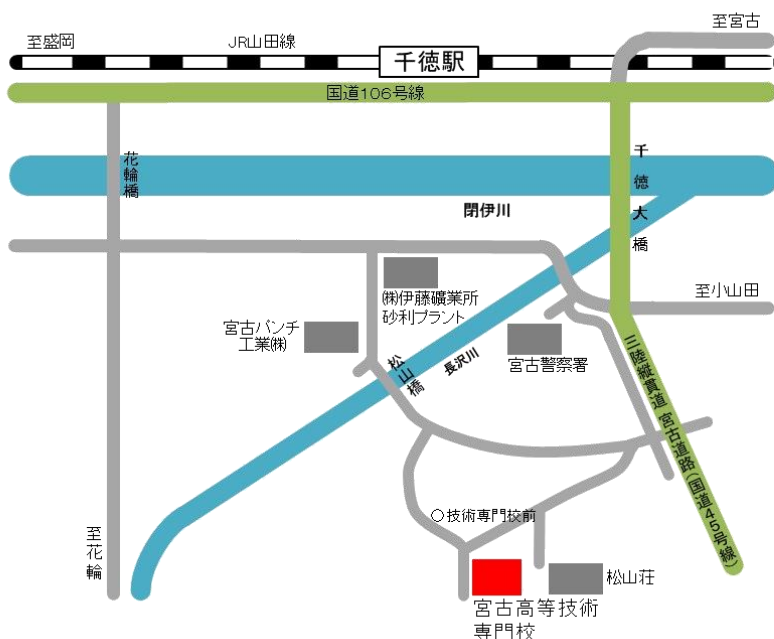 至宮古
至盛岡
JR山田線
千徳駅
国道106号線
花輪橋
千徳大橋
閉伊川
至小山田
㈱伊藤礦業所
砂利プラント
宮古パンチ
工業㈱
松山橋
長沢川
宮古警察署
三陸縦貫道 宮古道路(国道45号線)
○技術専門校前
至花輪
松山荘
宮古高等技術
専門校